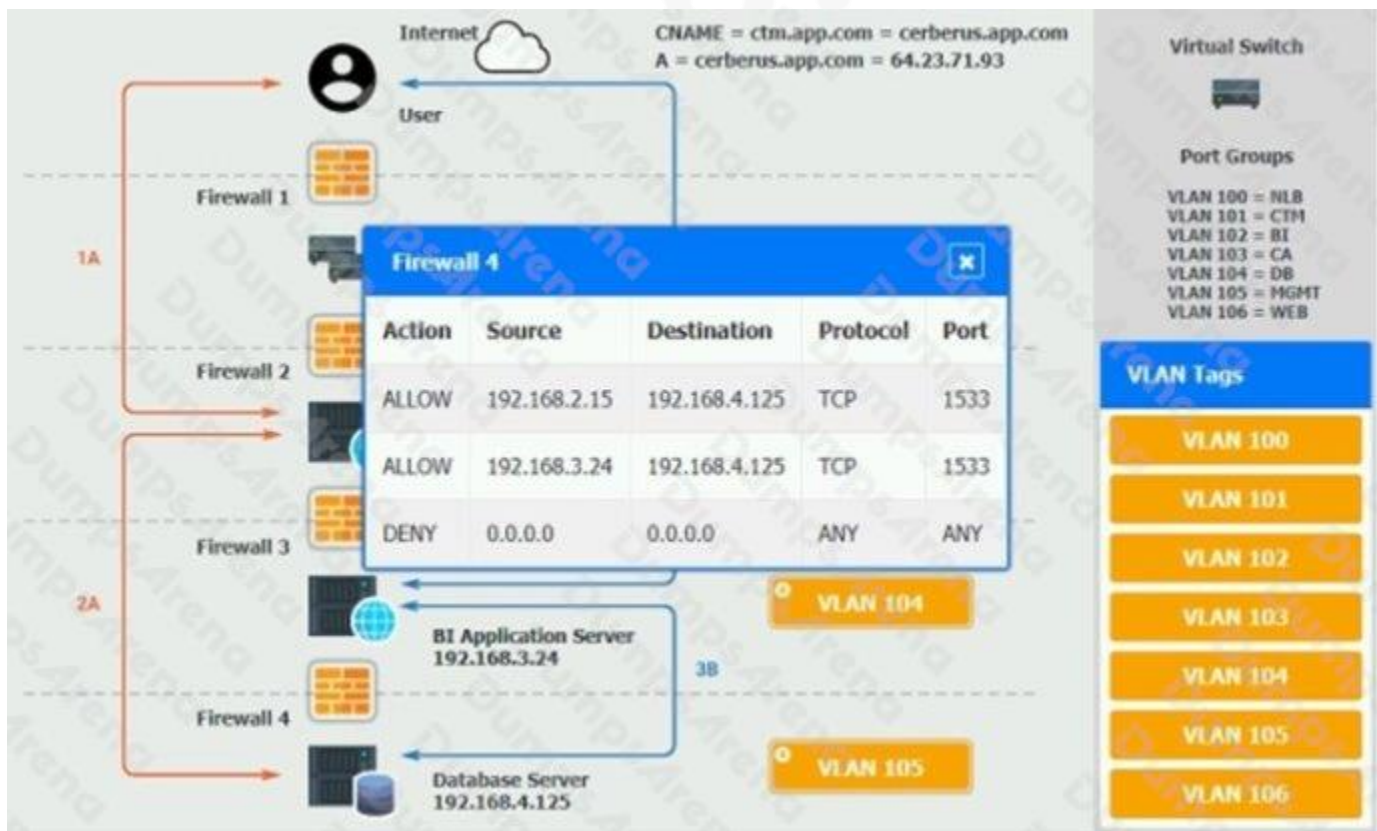 Internet
CNAME = ctm.app.com = cerberus.app.com
A = cerberus.app.com = 64.23.71.93
User
Firewall 1
1A
Firewall 2
Firewall 3
2A
BI Application Server
192.168.3.24
3B
Firewall 4
Database Server
192.168.4.125
Firewall 4
Action Source Destination Protocol Port
ALLOW 192.168.2.15 192.168.4.125 TCP 1533
ALLOW 192.168.3.24 192.168.4.125 TCP 1533
DENY 0.0.0.0 0.0.0.0 ANY ANY
VLAN 104
VLAN 105
Virtual Switch
Port Groups
VLAN 100 = NLB
VLAN 101 = CTM
VLAN 102 = BI
VLAN 103 = CA
VLAN 104 = DB
VLAN 105 = MGMT
VLAN 106 = WEB
VLAN Tags
VLAN 100
VLAN 101
VLAN 102
VLAN 103
VLAN 104
VLAN 105
VLAN 106
DumpsArena